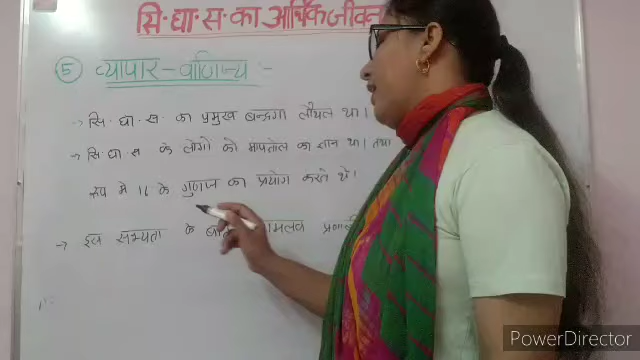 सि॰ घा॰ स॰ का आर्थिक जीवन
⑤ व्यापार - वाणिज्य :-
→ सि॰ घा॰ स॰ का प्रमुख बन्दरगा लौथल था।
→ सि॰ घा॰ स के लोगों को मापतोल का ज्ञान था। तथा
रूप मे 16 के गुणज का प्रयोग करते थे।
→ इस सभ्यता के
PowerDirector